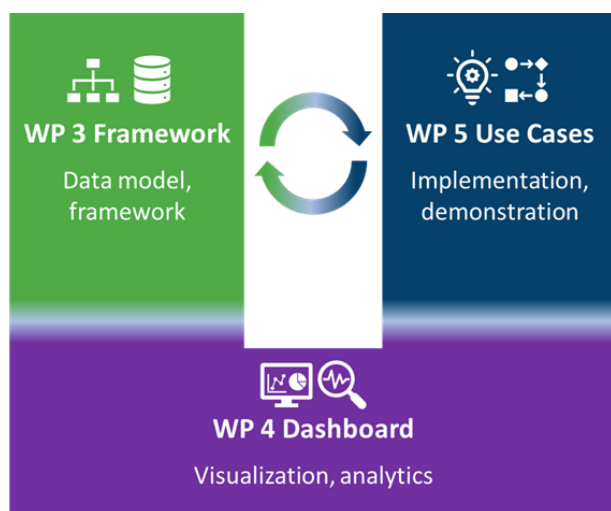 WP 3 Framework
Data model,
framework
WP 5 Use Cases
Implementation,
demonstration
WP 4 Dashboard
Visualization, analytics